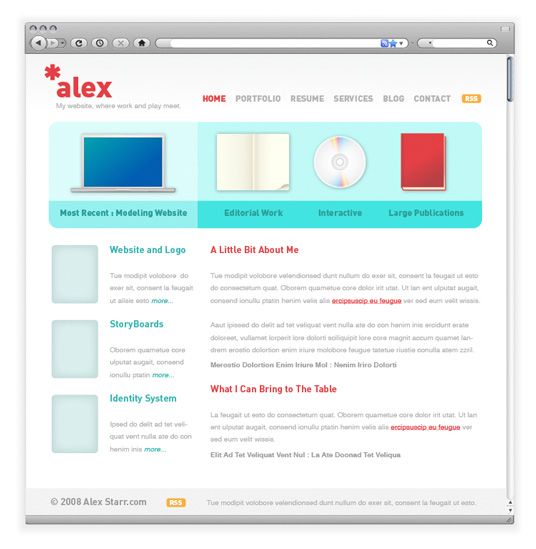 *alex
My website, where work and play meet.
HOME PORTFOLIO RESUME SERVICES BLOG CONTACT RSS
Most Recent : Modeling Website Editorial Work Interactive Large Publications
Website and Logo
Tue modipit volobore do
exer sit, consent la feugait
ut alisis esto more...
StoryBoards
Oborem quametue core
ulputat augait, consend
ionullu ptatin more...
Identity System
Ipsed do delit ad tet veli-
quat vent nulla ate do con
henim inis more...
A Little Bit About Me
Tue modipit volobore velendionsed dunt nullum do exer sit, consent la feugait ut esto
do consectetum quat. Oborem quametue core dolor irit utat. Ut lan ent ulputat augait,
consend ionullu ptatin henim velis alis ercipsuscip eu feugue ver sed eum velit wissis.
Aaut ipissed do delit ad tet veliquat vent nulla ate do con henim inis ercidunt erate
doloreet, vullamet lorperit lore dolorti sciliquipit lore core magnit accum quamet lan-
drem erostio dolortin enim iriure molobore feugue tatetue riustie conulla atem zzril.
Merostio Dolortion Enim Iriure Mol : Nenim Iriro Dolorti
What I Can Bring to The Table
La feugait ut esto do consectetum quat. Oborem quametue core dolor irit utat. Ut lan
ent ulputat augait, consend ionullu ptatin henim velis alis ercipsuscip eu feugue ver
sed eum velit wissis.
Elit Ad Tet Veliquat Vent Nul : La Ate Doonad Tet Veliqua
© 2008 Alex Starr.com RSS Tue modipit volobore velendionsed dunt nullum do exer sit, consent la feugait ut esto.